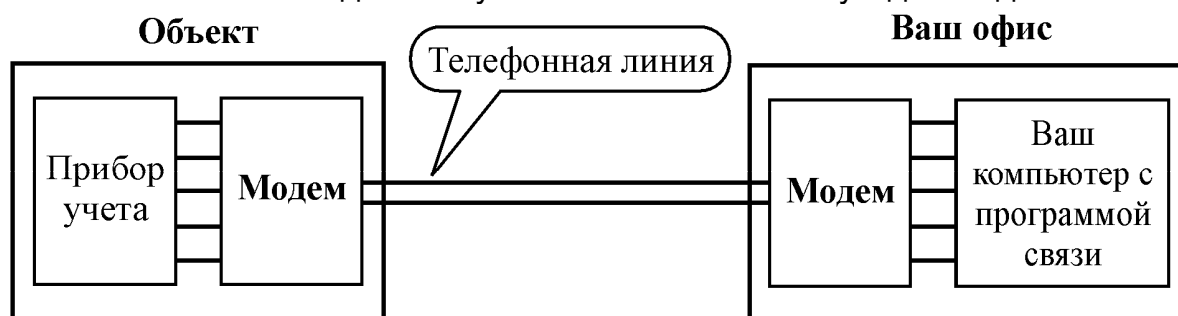 Объект
Ваш офис
Телефонная линия
Прибор
учета
Модем
Модем
Ваш
компьютер с
программой
связи